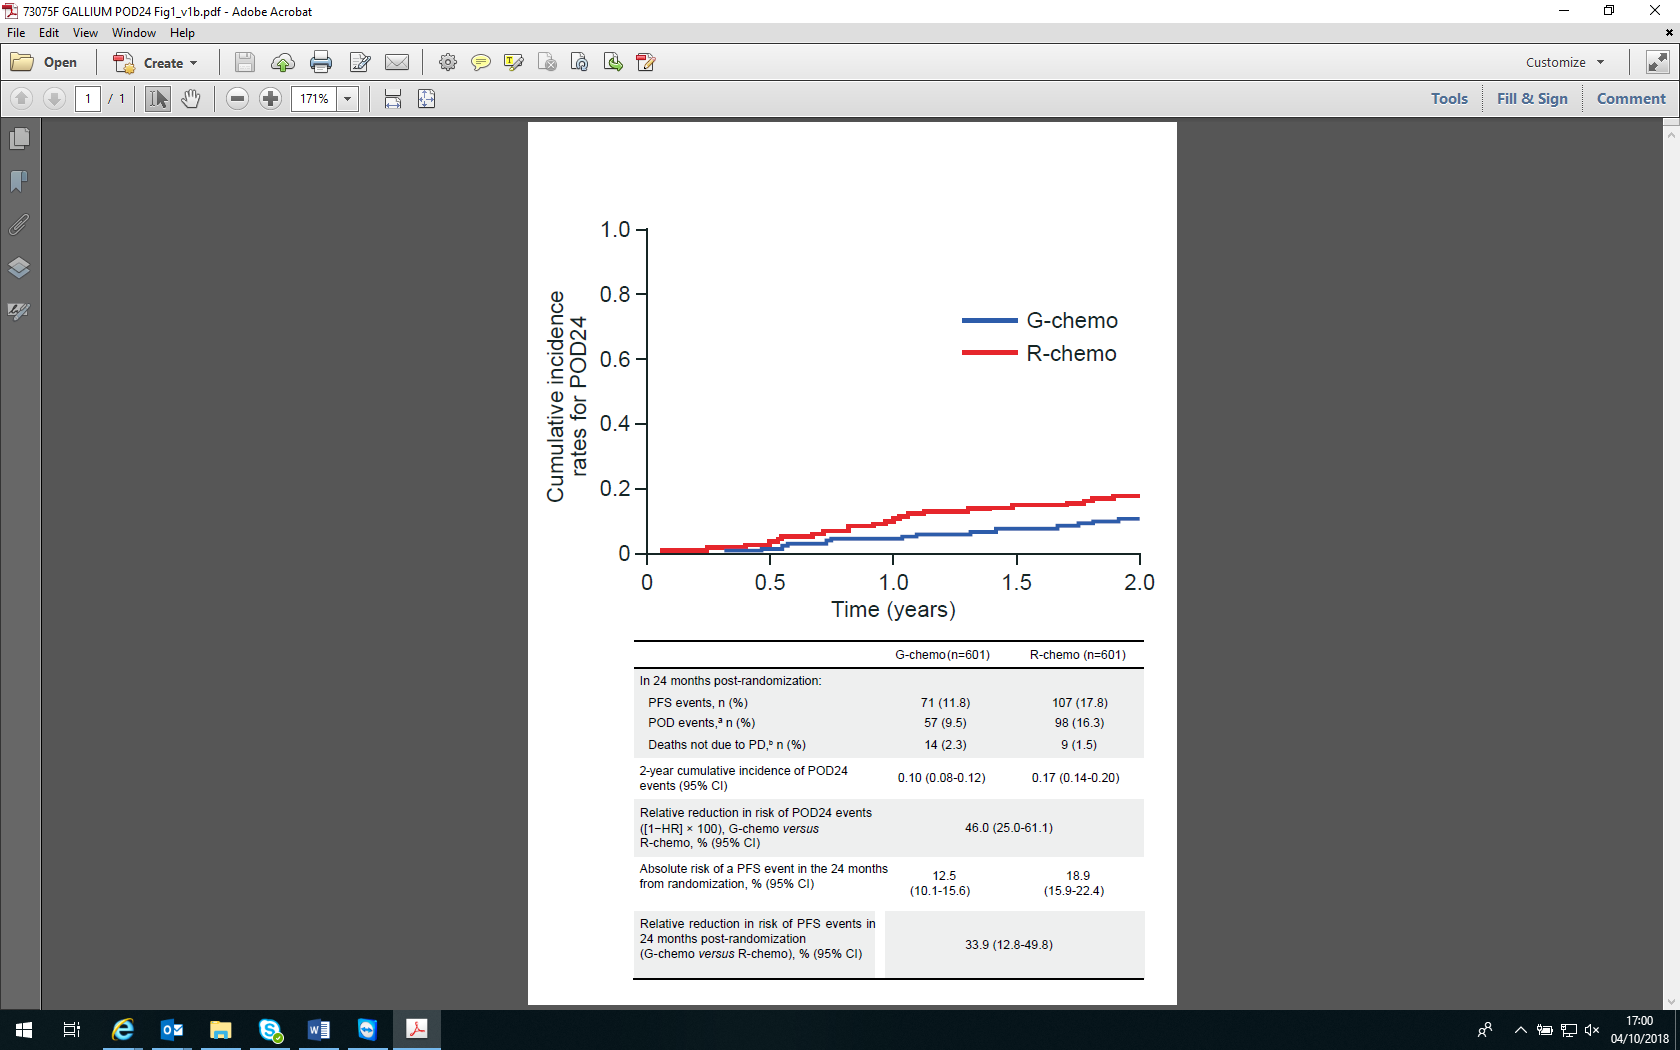 73075F GALLIUM POD24 Fig1_v1b.pdf - Adobe Acrobat
File Edit View Window Help
Open Create Customize
1 / 1 171% Tools Fill & Sign Comment
1.0
0.8
0.6
0.4
0.2
0
Cumulative incidence
rates for POD24
G-chemo
R-chemo
0 0.5 1.0 1.5 2.0
Time (years)
G-chemo (n=601) R-chemo (n=601)
In 24 months post-randomization:
PFS events, n (%) 71 (11.8) 107 (17.8)
POD events,ª n (%) 57 (9.5) 98 (16.3)
Deaths not due to PD,ᵇ n (%) 14 (2.3) 9 (1.5)
2-year cumulative incidence of POD24
events (95% CI) 0.10 (0.08-0.12) 0.17 (0.14-0.20)
Relative reduction in risk of POD24 events
([1−HR] × 100), G-chemo versus
R-chemo, % (95% CI) 46.0 (25.0-61.1)
Absolute risk of a PFS event in the 24 months
from randomization, % (95% CI)
12.5 18.9
(10.1-15.6) (15.9-22.4)
Relative reduction in risk of PFS events in
24 months post-randomization
(G-chemo versus R-chemo), % (95% CI) 33.9 (12.8-49.8)
17:00
04/10/2018